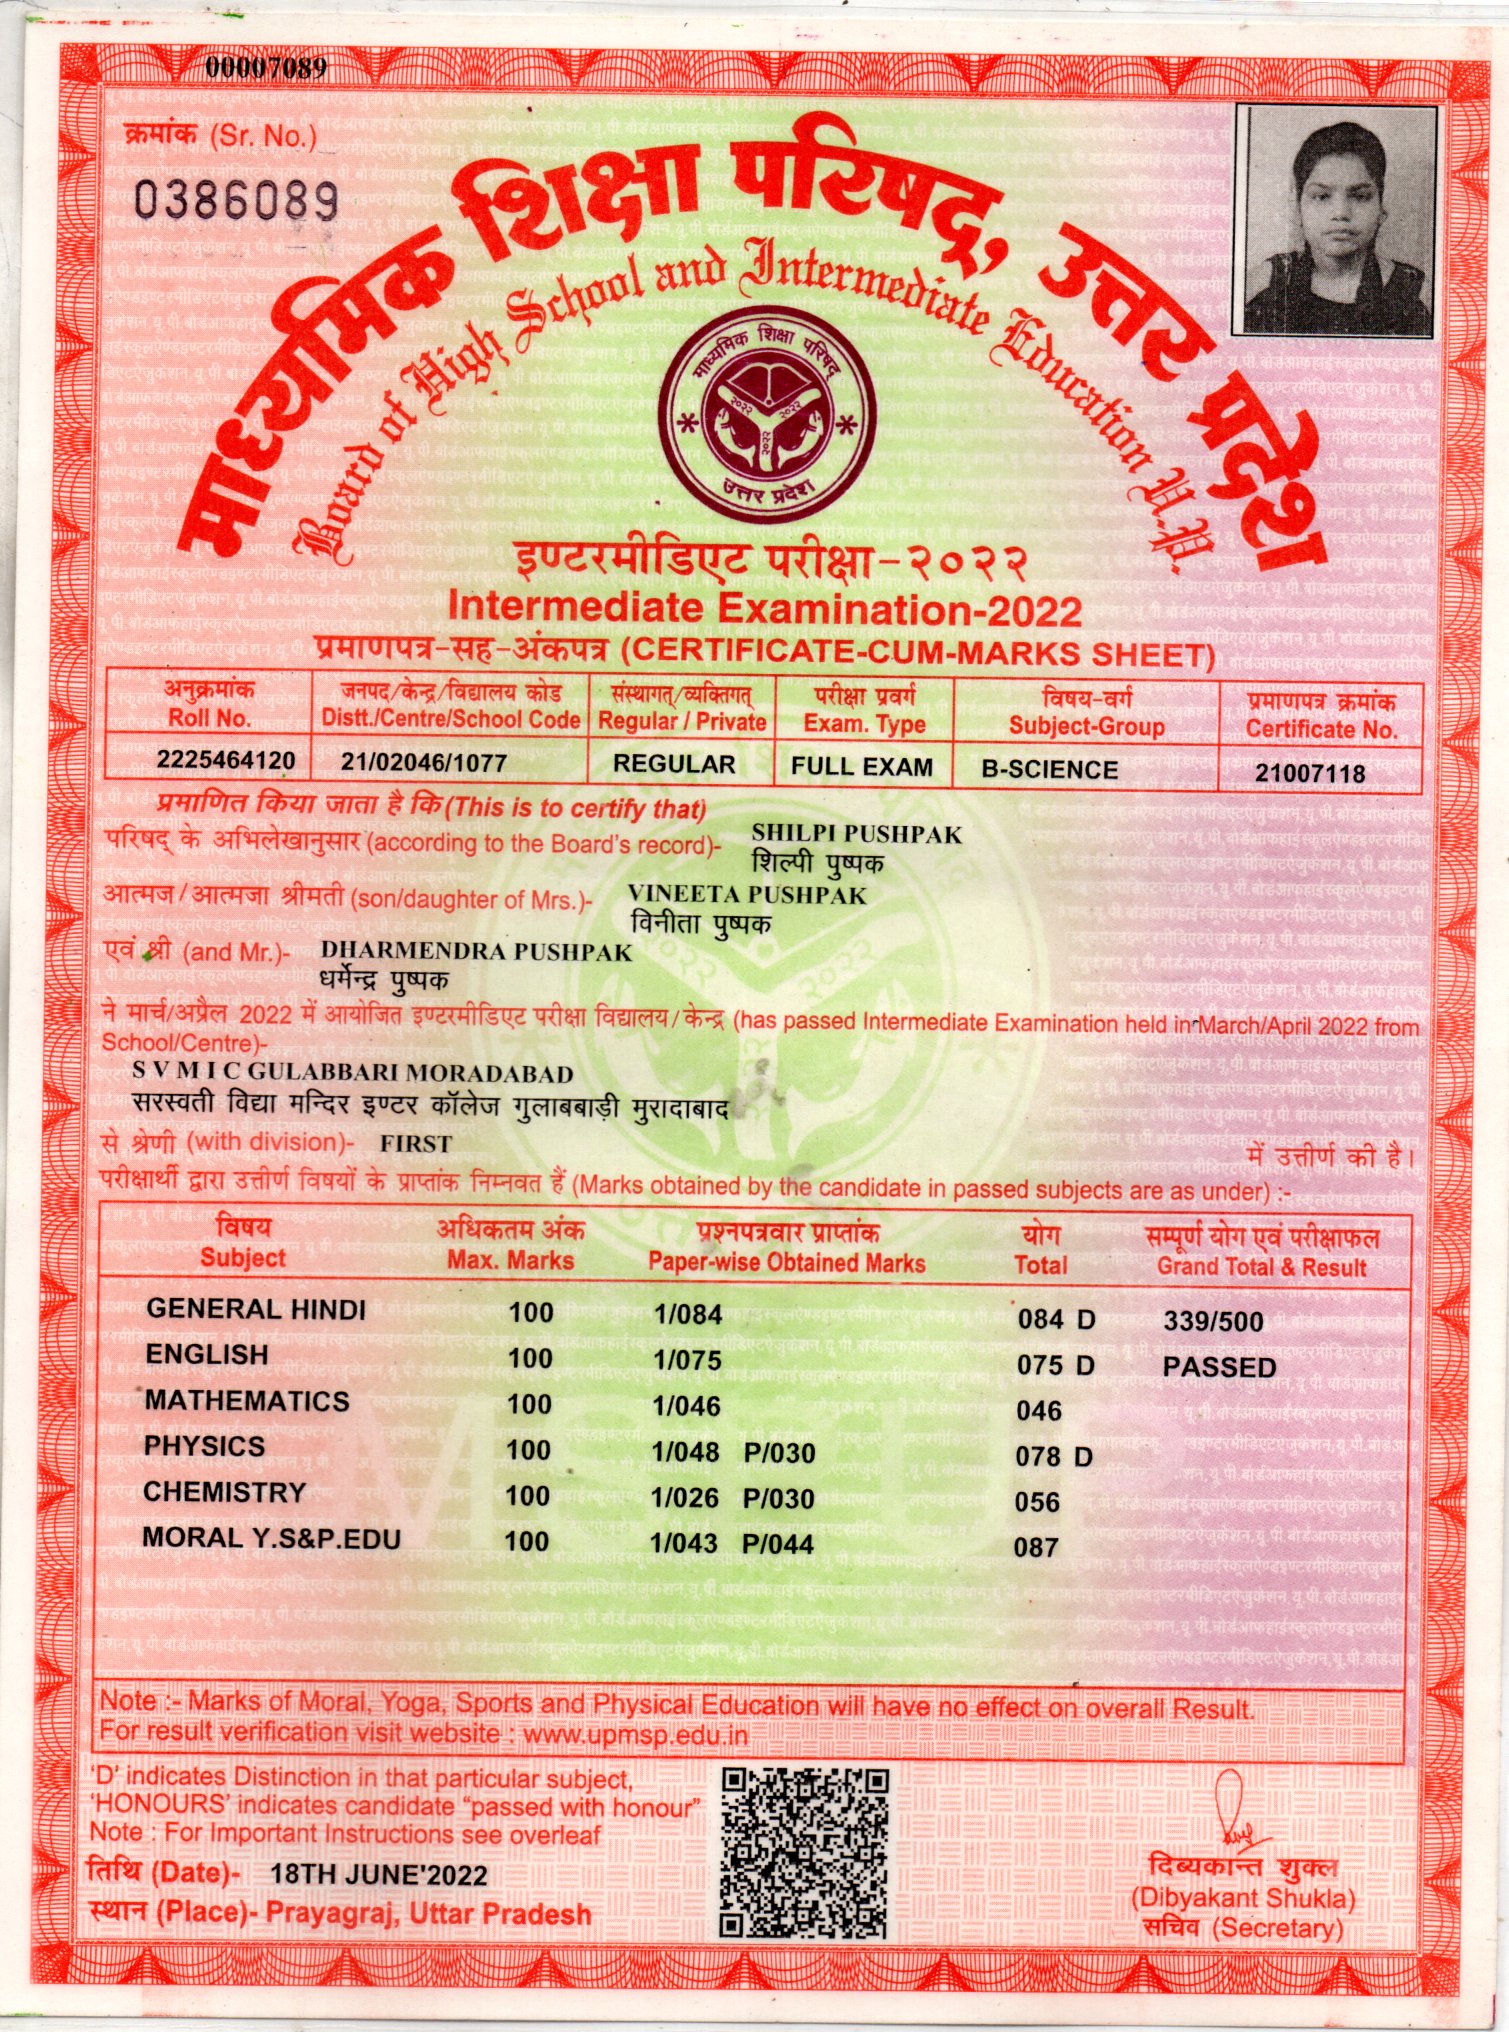 00007089
क्रमांक (Sr. No.)
0386089
माध्यमिक शिक्षा परिषद्, उत्तर प्रदेश
Board of High School and Intermediate Education U.P.
माध्यमिक शिक्षा परिषद्
२०२२ २०२२
२०२२
उत्तर प्रदेश
इण्टरमीडिएट परीक्षा-२०२२
Intermediate Examination-2022
प्रमाणपत्र-सह-अंकपत्र (CERTIFICATE-CUM-MARKS SHEET)
अनुक्रमांक जनपद/केन्द्र/विद्यालय कोड संस्थागत्/व्यक्तिगत् परीक्षा प्रवर्ग विषय-वर्ग प्रमाणपत्र क्रमांक
Roll No. Distt./Centre/School Code Regular / Private Exam. Type Subject-Group Certificate No.
2225464120 21/02046/1077 REGULAR FULL EXAM B-SCIENCE 21007118
प्रमाणित किया जाता है कि (This is to certify that)
परिषद् के अभिलेखानुसार (according to the Board's record)- SHILPI PUSHPAK
शिल्पी पुष्पक
आत्मज/आत्मजा श्रीमती (son/daughter of Mrs.)- VINEETA PUSHPAK
विनीता पुष्पक
एवं श्री (and Mr.)- DHARMENDRA PUSHPAK
धर्मेन्द्र पुष्पक
ने मार्च/अप्रैल 2022 में आयोजित इण्टरमीडिएट परीक्षा विद्यालय/केन्द्र (has passed Intermediate Examination held in March/April 2022 from
School/Centre)-
S V M I C GULABBARI MORADABAD
सरस्वती विद्या मन्दिर इण्टर कॉलेज गुलाबबाड़ी मुरादाबाद
से श्रेणी (with division)- FIRST में उत्तीर्ण की है।
परीक्षार्थी द्वारा उत्तीर्ण विषयों के प्राप्तांक निम्नवत हैं (Marks obtained by the candidate in passed subjects are as under) :-
विषय अधिकतम अंक प्रश्नपत्रवार प्राप्तांक योग सम्पूर्ण योग एवं परीक्षाफल
Subject Max. Marks Paper-wise Obtained Marks Total Grand Total & Result
GENERAL HINDI 100 1/084 084 D 339/500
ENGLISH 100 1/075 075 D PASSED
MATHEMATICS 100 1/046 046
PHYSICS 100 1/048 P/030 078 D
CHEMISTRY 100 1/026 P/030 056
MORAL Y.S&P.EDU 100 1/043 P/044 087
Note :- Marks of Moral, Yoga, Sports and Physical Education will have no effect on overall Result.
For result verification visit website : www.upmsp.edu.in
'D' indicates Distinction in that particular subject,
'HONOURS' indicates candidate "passed with honour"
Note : For Important Instructions see overleaf
तिथि (Date)- 18TH JUNE'2022
स्थान (Place)- Prayagraj, Uttar Pradesh
दिब्यकान्त शुक्ल
(Dibyakant Shukla)
सचिव (Secretary)